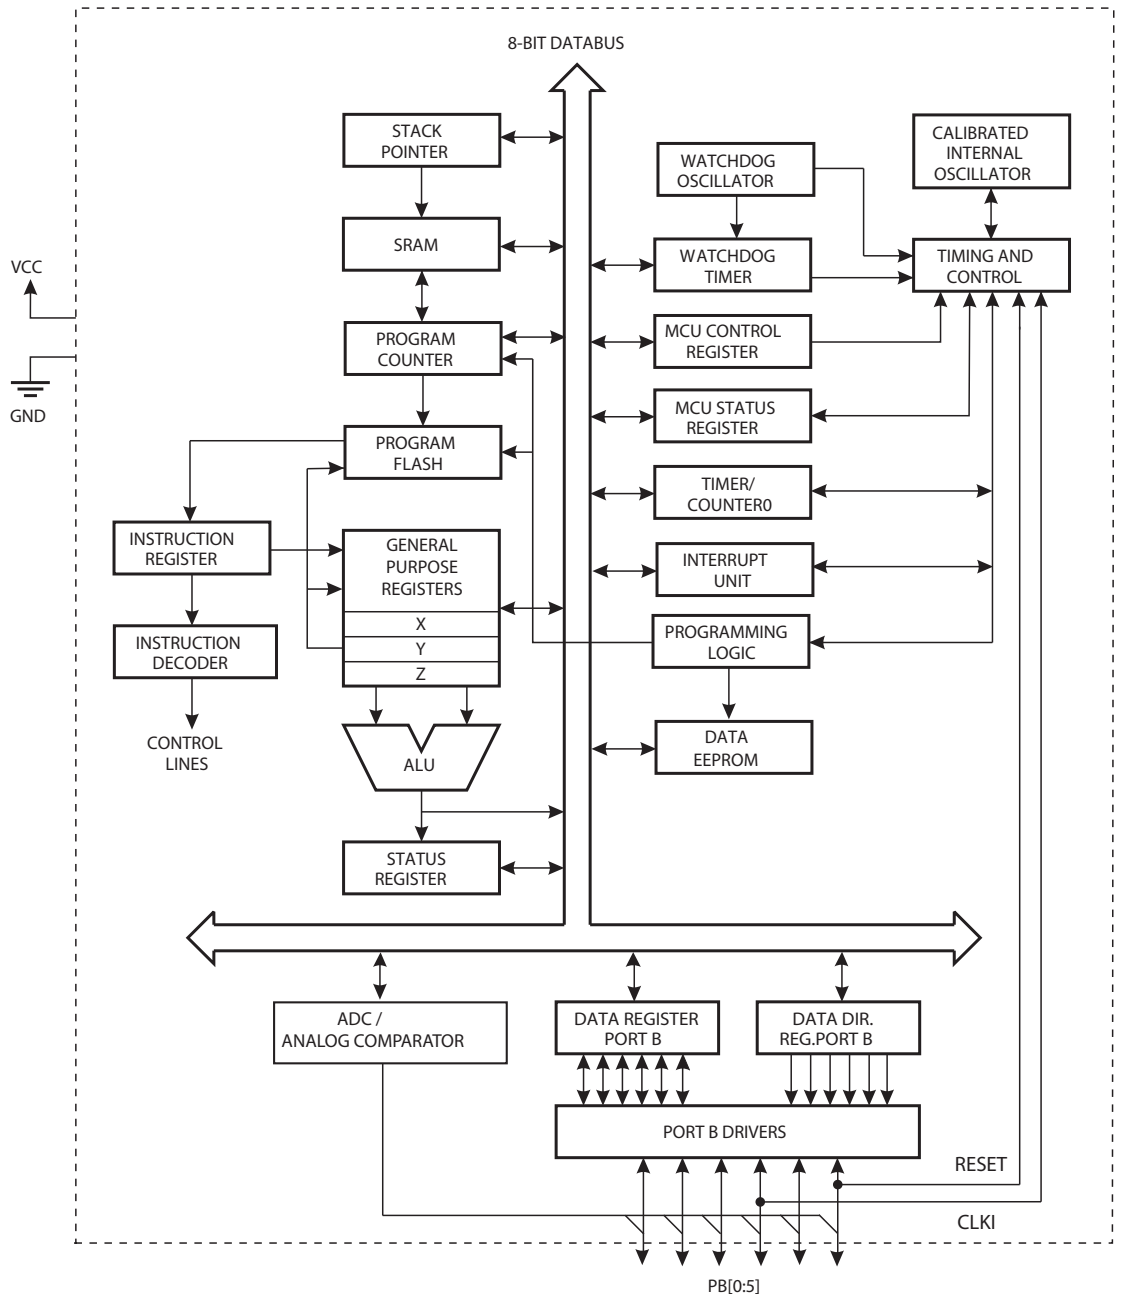 8-BIT DATABUS
STACK
POINTER
WATCHDOG
OSCILLATOR
CALIBRATED
INTERNAL
OSCILLATOR
SRAM
WATCHDOG
TIMER
TIMING AND
CONTROL
VCC
PROGRAM
COUNTER
MCU CONTROL
REGISTER
GND
MCU STATUS
REGISTER
PROGRAM
FLASH
TIMER/
COUNTER0
INSTRUCTION
REGISTER
GENERAL
PURPOSE
REGISTERS
X
Y
Z
INTERRUPT
UNIT
INSTRUCTION
DECODER
PROGRAMMING
LOGIC
CONTROL
LINES
ALU
DATA
EEPROM
STATUS
REGISTER
ADC /
ANALOG COMPARATOR
DATA REGISTER
PORT B
DATA DIR.
REG.PORT B
PORT B DRIVERS
RESET
CLKI
PB[0:5]